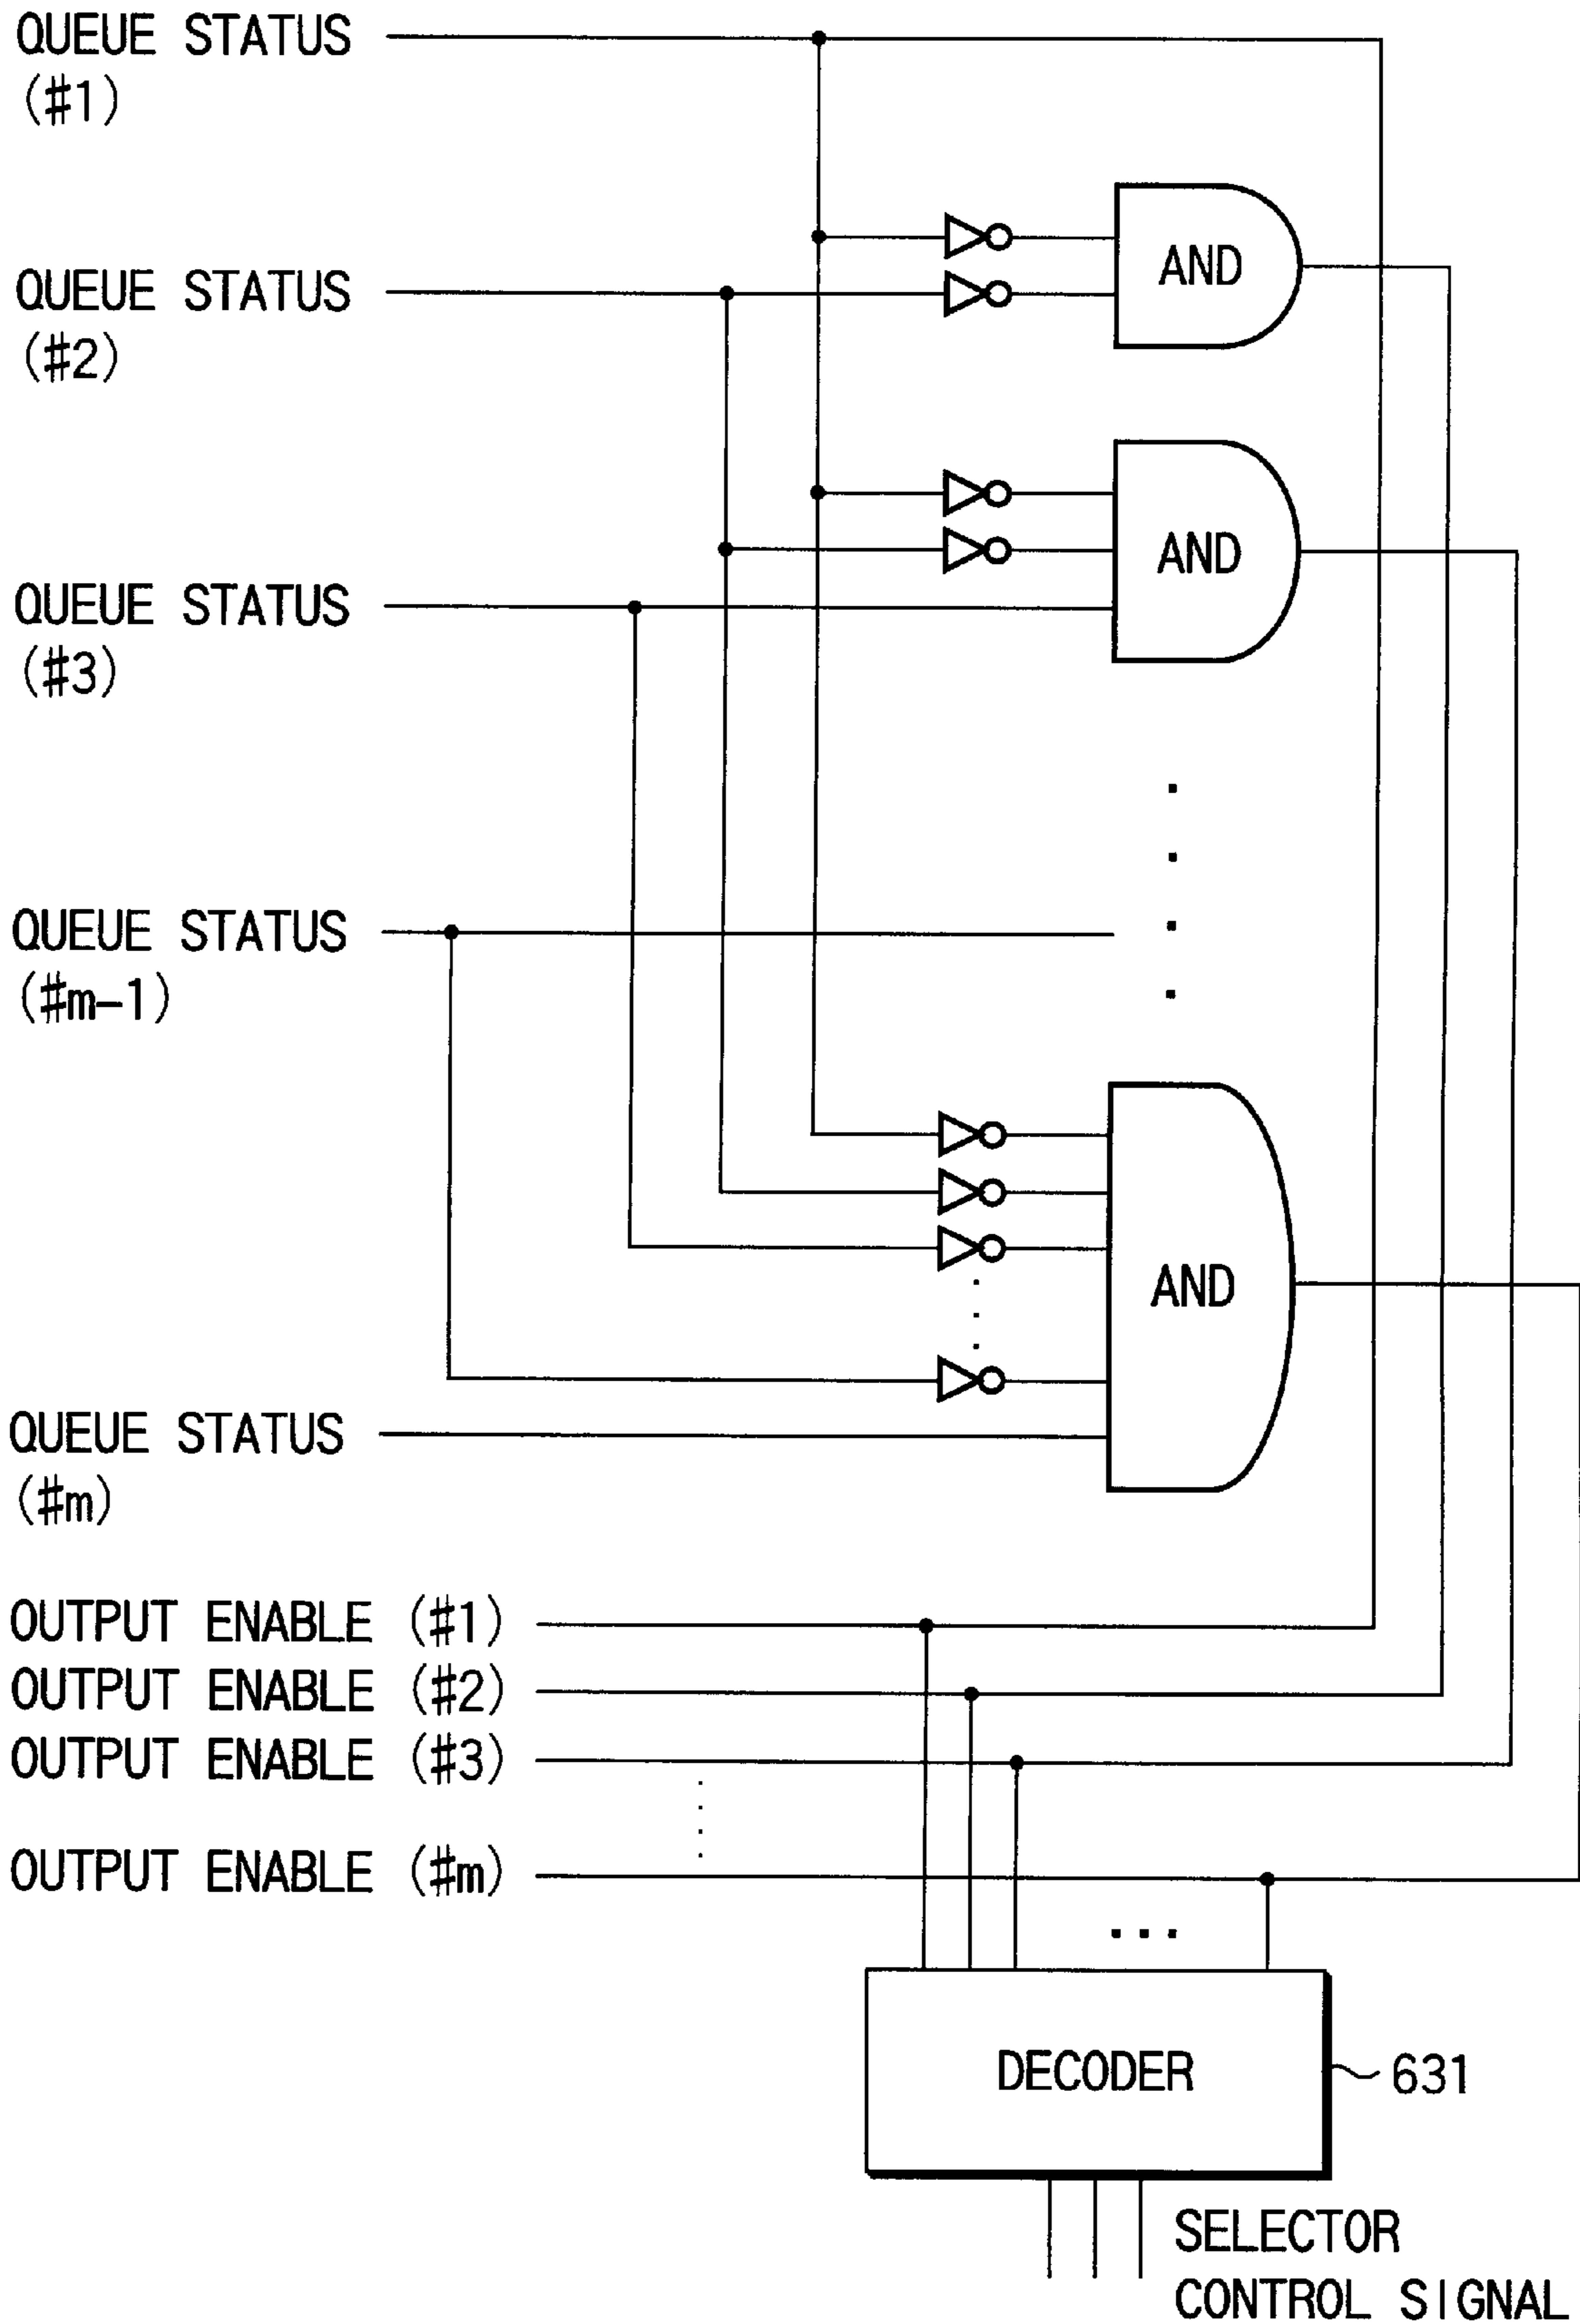 QUEUE STATUS
(#1)
AND
QUEUE STATUS
(#2)
AND
QUEUE STATUS
(#3)
QUEUE STATUS
(#m-1)
AND
QUEUE STATUS
(#m)
OUTPUT ENABLE (#1)
OUTPUT ENABLE (#2)
OUTPUT ENABLE (#3)
OUTPUT ENABLE (#m)
DECODER
631
SELECTOR
CONTROL SIGNAL